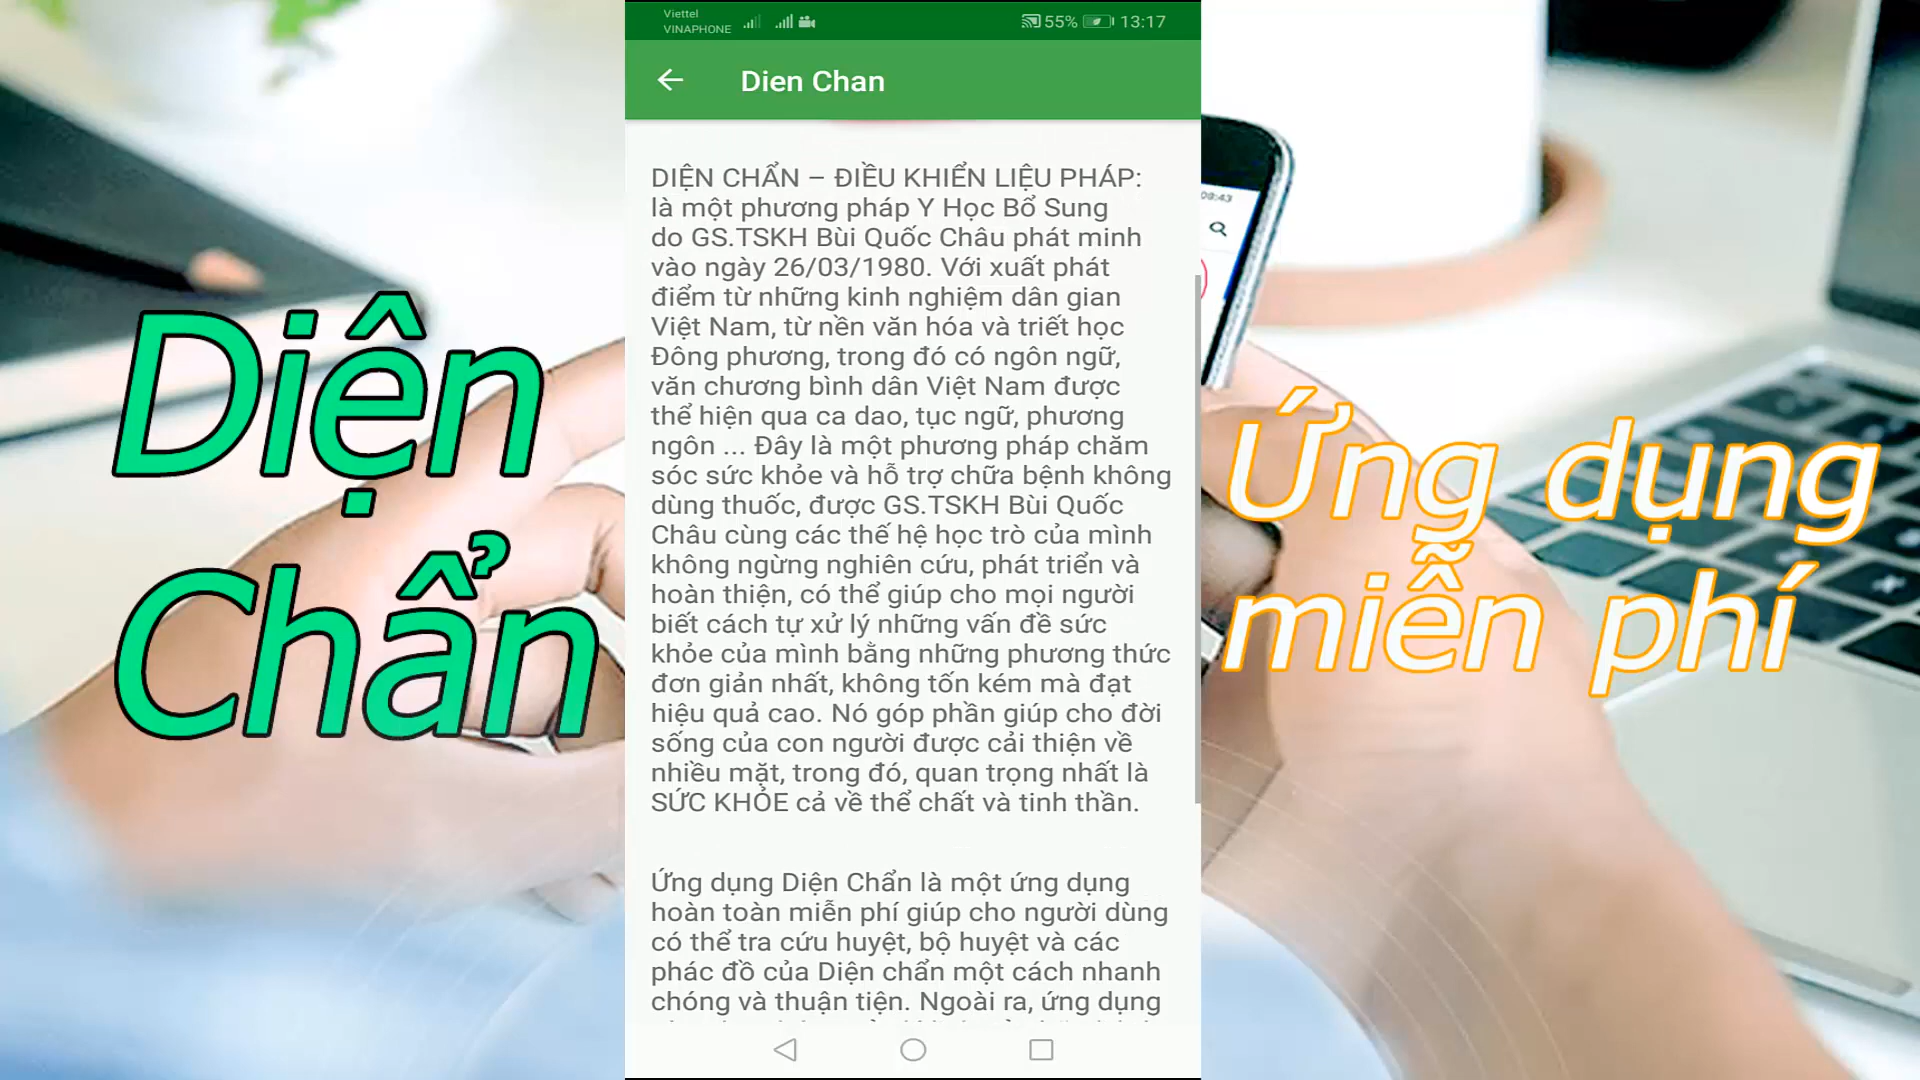 Viettel
VINAPHONE
55% 13:17
Dien Chan
DIỆN CHẨN – ĐIỀU KHIỂN LIỆU PHÁP:
là một phương pháp Y Học Bổ Sung
do GS.TSKH Bùi Quốc Châu phát minh
vào ngày 26/03/1980. Với xuất phát
điểm từ những kinh nghiệm dân gian
Việt Nam, từ nền văn hóa và triết học
Đông phương, trong đó có ngôn ngữ,
văn chương bình dân Việt Nam được
thể hiện qua ca dao, tục ngữ, phương
ngôn ... Đây là một phương pháp chăm
sóc sức khỏe và hỗ trợ chữa bệnh không
dùng thuốc, được GS.TSKH Bùi Quốc
Châu cùng các thế hệ học trò của mình
không ngừng nghiên cứu, phát triển và
hoàn thiện, có thể giúp cho mọi người
biết cách tự xử lý những vấn đề sức
khỏe của mình bằng những phương thức
đơn giản nhất, không tốn kém mà đạt
hiệu quả cao. Nó góp phần giúp cho đời
sống của con người được cải thiện về
nhiều mặt, trong đó, quan trọng nhất là
SỨC KHỎE cả về thể chất và tinh thần.
Ứng dụng Diện Chẩn là một ứng dụng
hoàn toàn miễn phí giúp cho người dùng
có thể tra cứu huyệt, bộ huyệt và các
phác đồ của Diện chẩn một cách nhanh
chóng và thuận tiện. Ngoài ra, ứng dụng
Diện
Chẩn
Ứng dụng
miễn phí